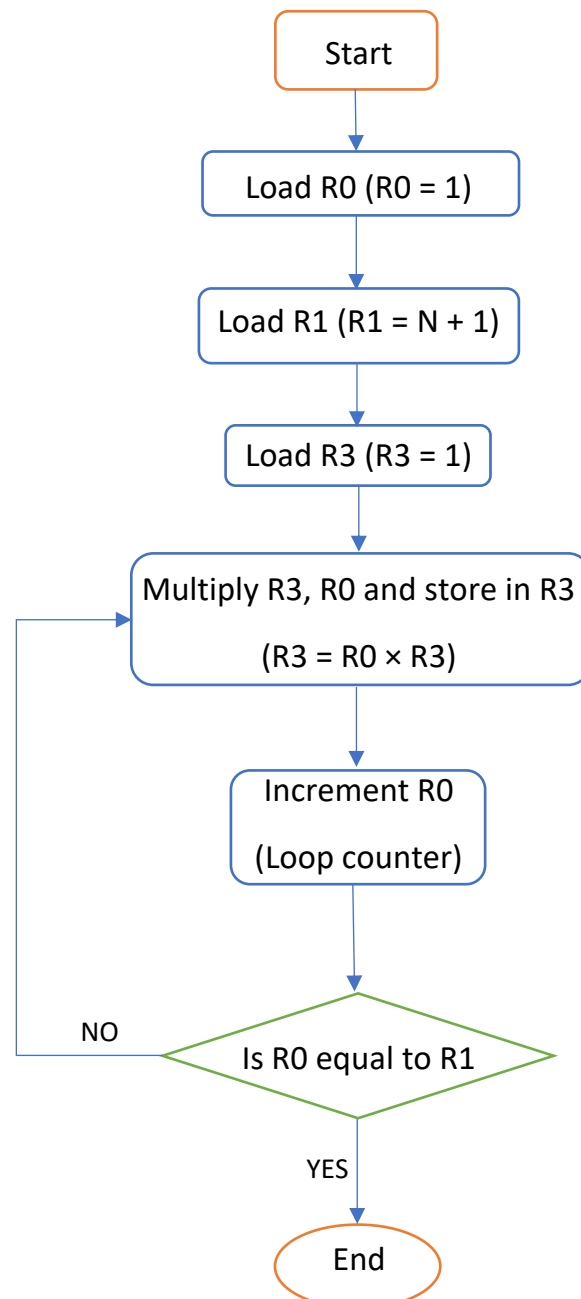 Start
Load R0 (R0 = 1)
Load R1 (R1 = N + 1)
Load R3 (R3 = 1)
Multiply R3, R0 and store in R3
(R3 = R0 × R3)
Increment R0
(Loop counter)
NO
Is R0 equal to R1
YES
End